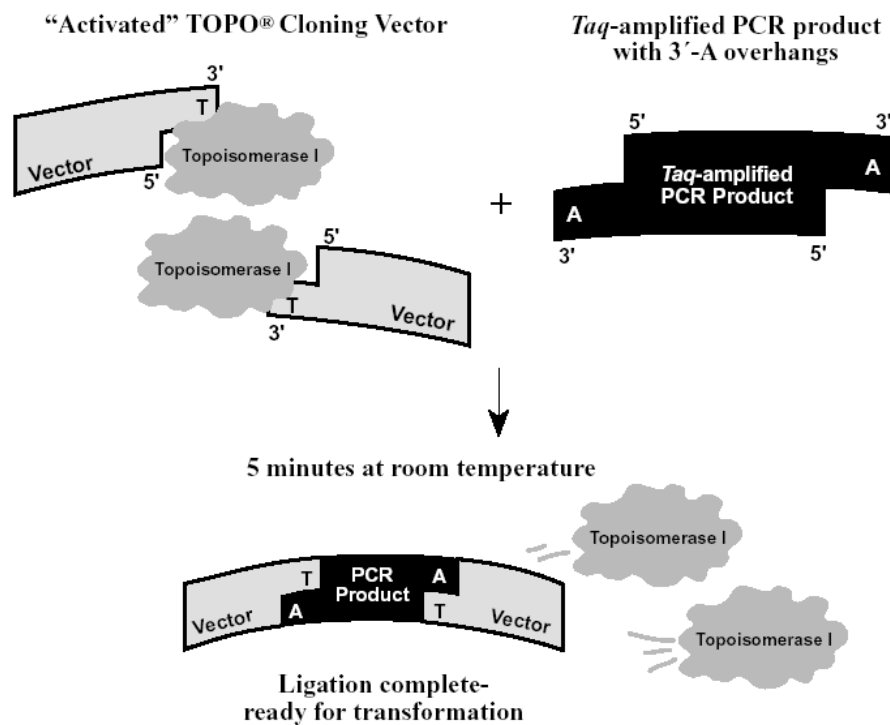 “Activated” TOPO® Cloning Vector
Taq-amplified PCR product
with 3´-A overhangs
3'
T
Topoisomerase I
Vector
5'
5'
3'
Taq-amplified
PCR Product
A
A
3'
5'
+
Topoisomerase I
5'
T
Vector
3'
5 minutes at room temperature
Topoisomerase I
T
PCR
Product
A
Vector
A
T
Vector
Topoisomerase I
Ligation complete-
ready for transformation